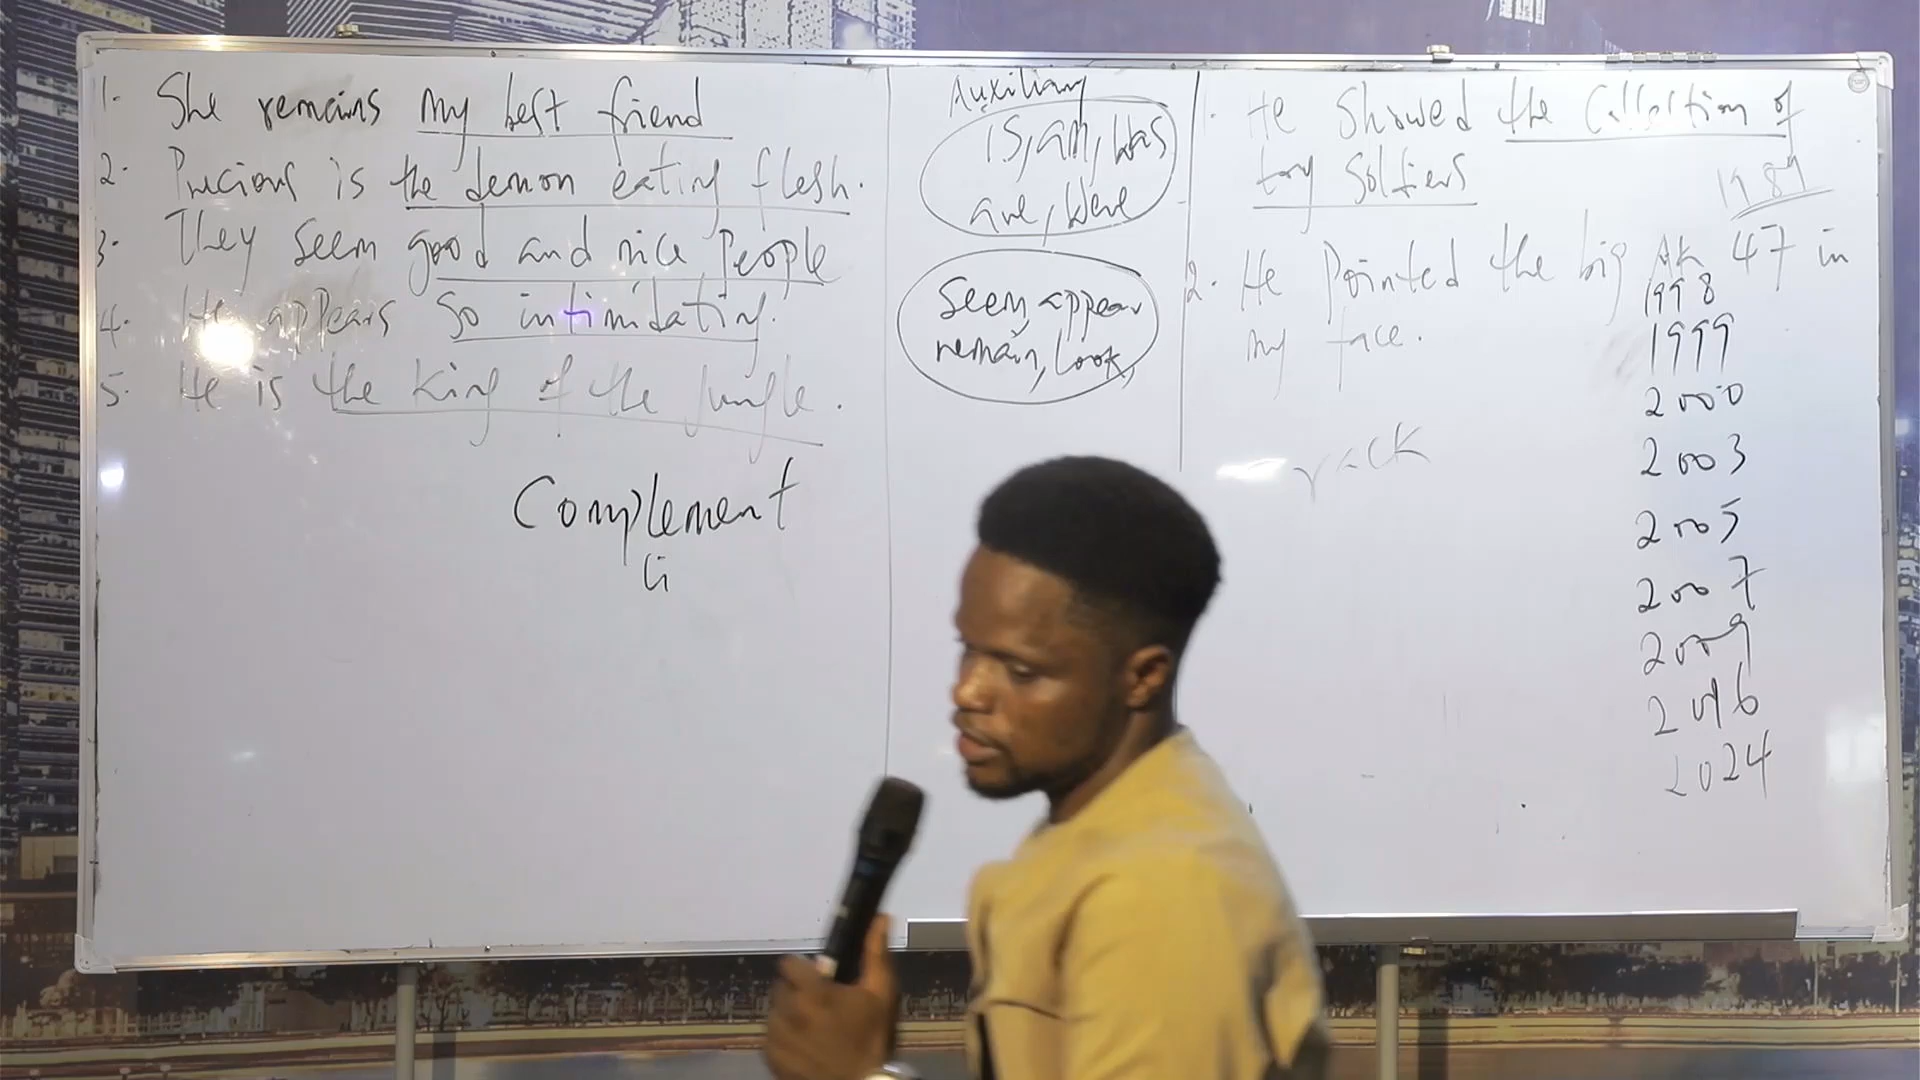 1. She remains my best friend
2. Precious is the demon eating flesh.
3. They seem good and nice people
4. He appears so intimidating.
5. He is the king of the jungle.
Complement
Auxiliary
is, am, was
are, were
Seem, appear
remain, look,
1. He showed the collection of
toy soldiers
1989
2. He pointed the big AK 47 in
my face.
rack
1998
1999
2000
2003
2005
2007
2009
2016
2024